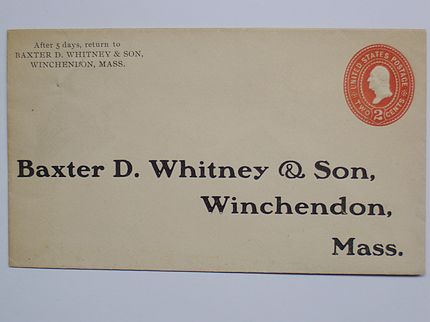 After 5 days, return to
BAXTER D. WHITNEY & SON,
WINCHENDON, MASS.
UNITED STATES POSTAGE
TWO 2 CENTS
Baxter D. Whitney & Son,
Winchendon,
Mass.